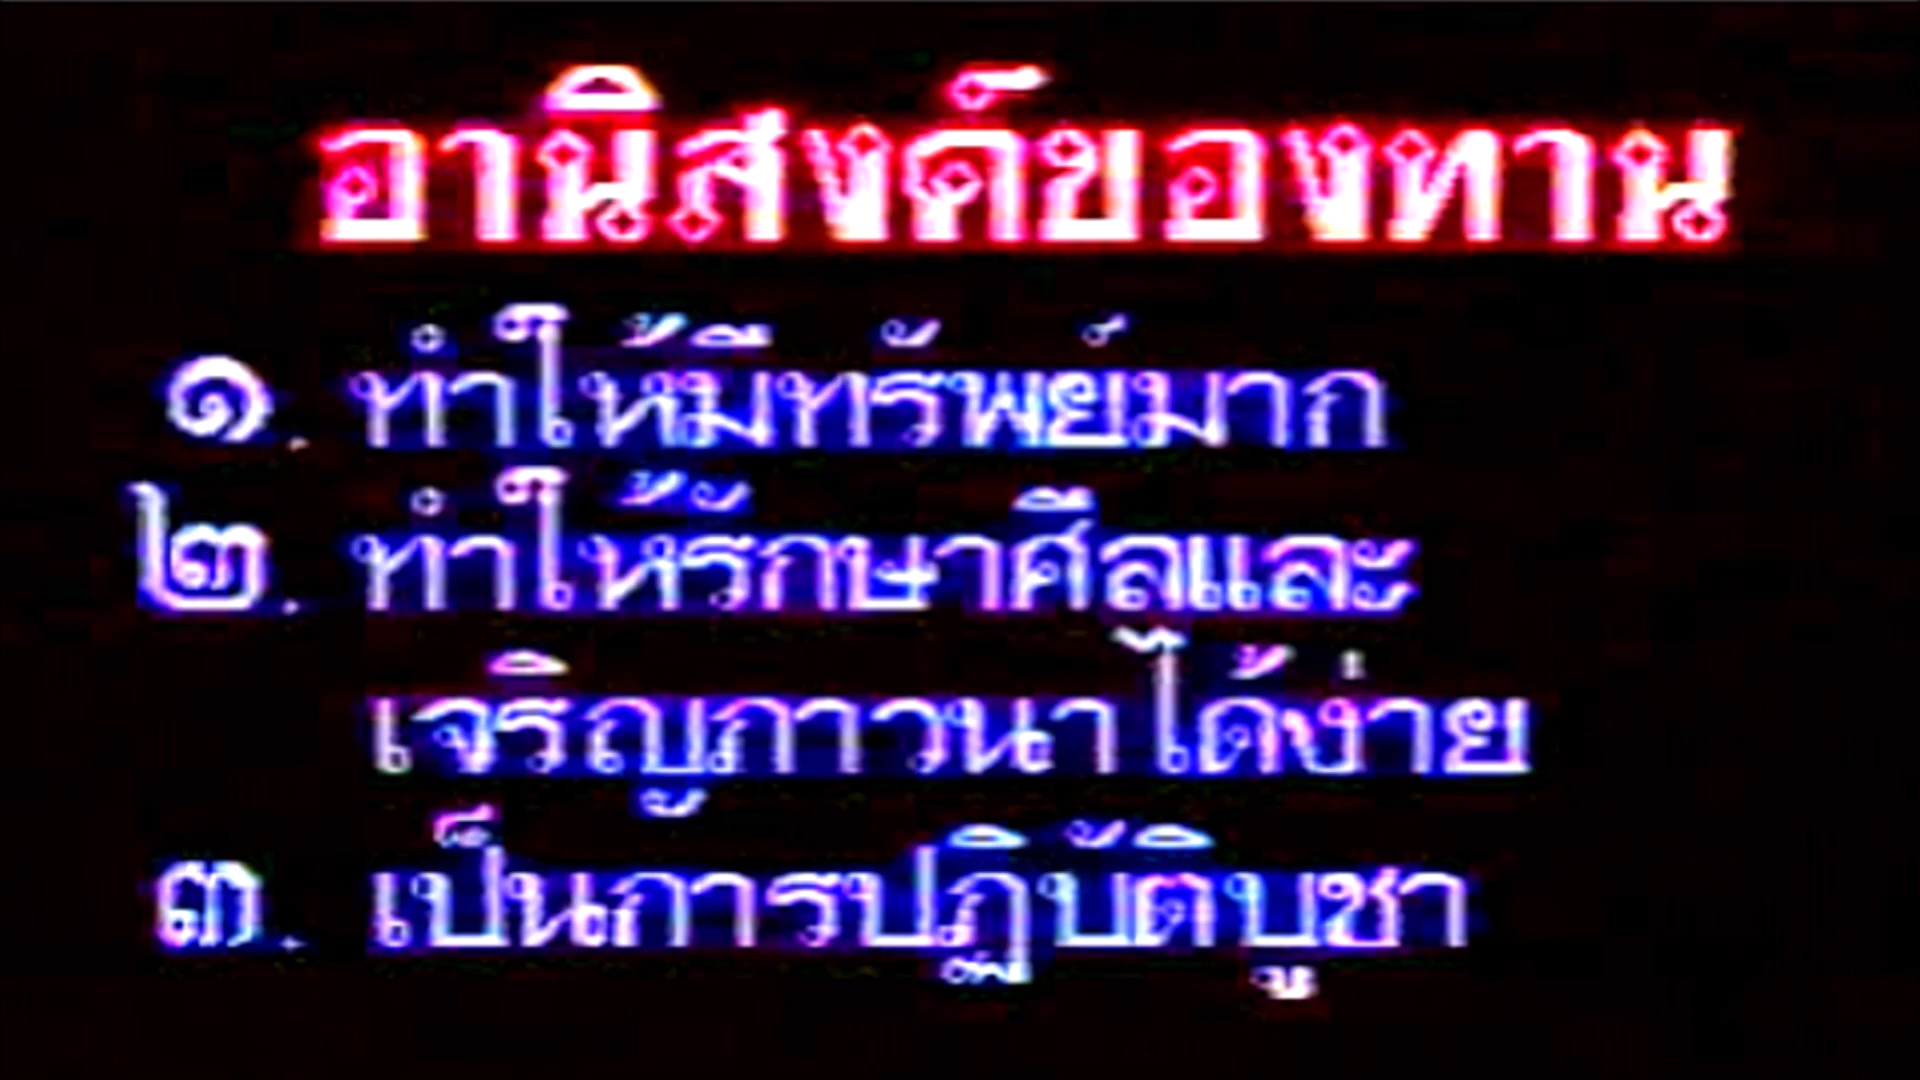 อานิสงค์ของทาน
๑. ทำให้มีทรัพย์มาก
๒. ทำให้รักษาศีลและ
เจริญภาวนาได้ง่าย
๓. เป็นการปฏิบัติบูชา